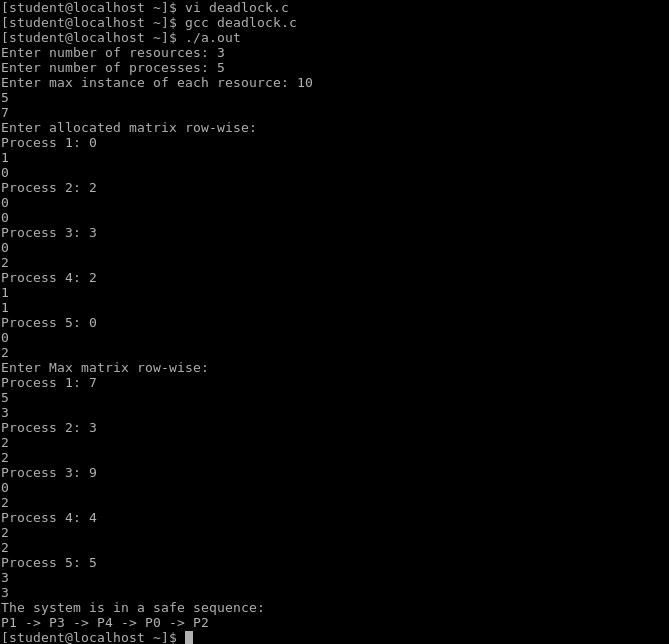 [student@localhost ~]$ vi deadlock.c
[student@localhost ~]$ gcc deadlock.c
[student@localhost ~]$ ./a.out
Enter number of resources: 3
Enter number of processes: 5
Enter max instance of each resource: 10
5
7
Enter allocated matrix row-wise:
Process 1: 0
1
0
Process 2: 2
0
0
Process 3: 3
0
2
Process 4: 2
1
1
Process 5: 0
0
2
Enter Max matrix row-wise:
Process 1: 7
5
3
Process 2: 3
2
2
Process 3: 9
0
2
Process 4: 4
2
2
Process 5: 5
3
3
The system is in a safe sequence:
P1 -> P3 -> P4 -> P0 -> P2
[student@localhost ~]$